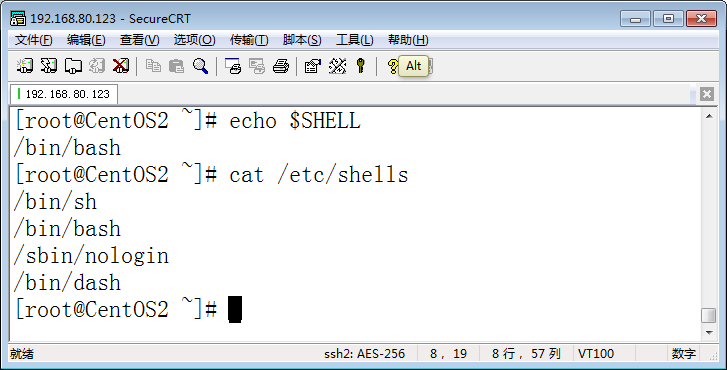 192.168.80.123 - SecureCRT
文件(F) 编辑(E) 查看(V) 选项(O) 传输(T) 脚本(S) 工具(L) 帮助(H)
Alt
192.168.80.123
[root@CentOS2 ~]# echo $SHELL
/bin/bash
[root@CentOS2 ~]# cat /etc/shells
/bin/sh
/bin/bash
/sbin/nologin
/bin/dash
[root@CentOS2 ~]#
就绪 ssh2: AES-256 8, 19 8 行, 57 列 VT100 数字